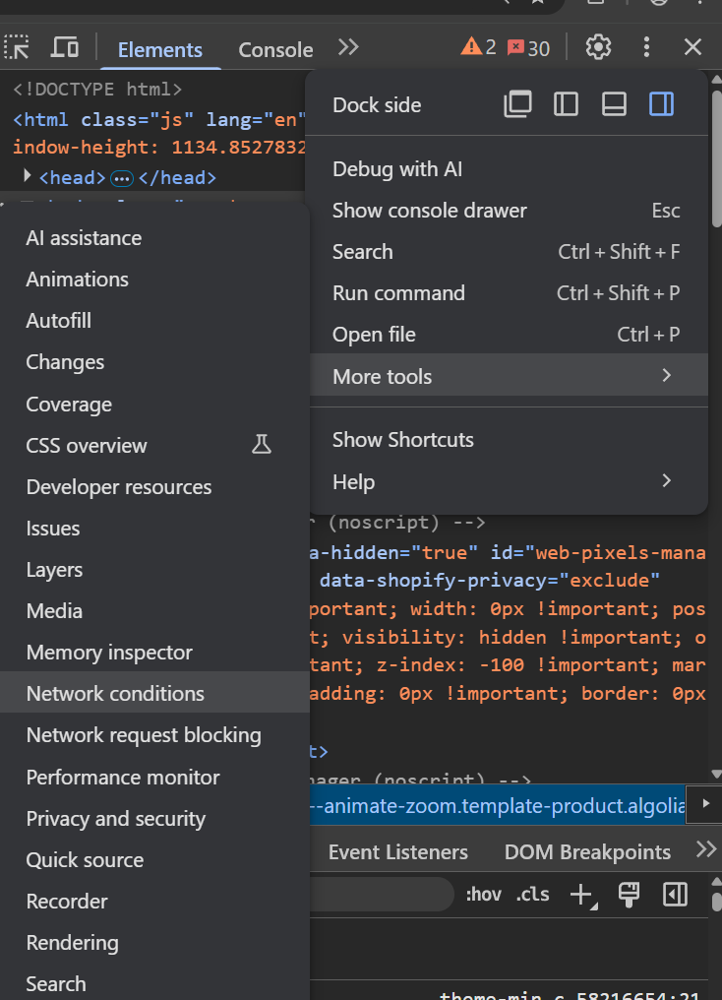 Elements
Console
2
30
<!DOCTYPE html>
<html class="js" lang="en"
indow-height: 1134.8527832
<head>
</head>
Dock side
Debug with AI
Show console drawer Esc
Search Ctrl + Shift + F
Run command Ctrl + Shift + P
Open file Ctrl + P
More tools
Show Shortcuts
Help
AI assistance
Animations
Autofill
Changes
Coverage
CSS overview
Developer resources
Issues
Layers
Media
Memory inspector
Network conditions
Network request blocking
Performance monitor
Privacy and security
Quick source
Recorder
Rendering
Search
r (noscript) -->
a-hidden="true" id="web-pixels-mana
data-shopify-privacy="exclude"
portant; width: 0px !important; pos
t; visibility: hidden !important; o
tant; z-index: -100 !important; mar
adding: 0px !important; border: 0px
t>
nager (noscript) -->
--animate-zoom.template-product.algolia
Event Listeners
DOM Breakpoints
:hov .cls
theme-min.c…58216654:21